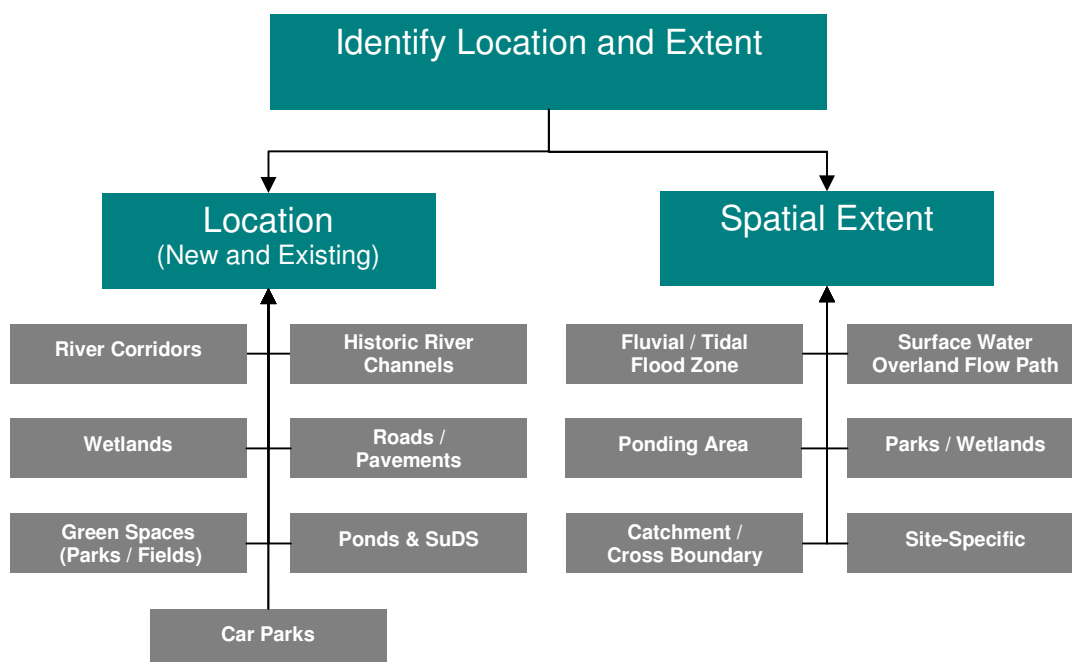 Identify Location and Extent
Location
(New and Existing)
Spatial Extent
River Corridors
Historic River
Channels
Fluvial / Tidal
Flood Zone
Surface Water
Overland Flow Path
Wetlands
Roads /
Pavements
Ponding Area
Parks / Wetlands
Green Spaces
(Parks / Fields)
Ponds & SuDS
Catchment /
Cross Boundary
Site-Specific
Car Parks